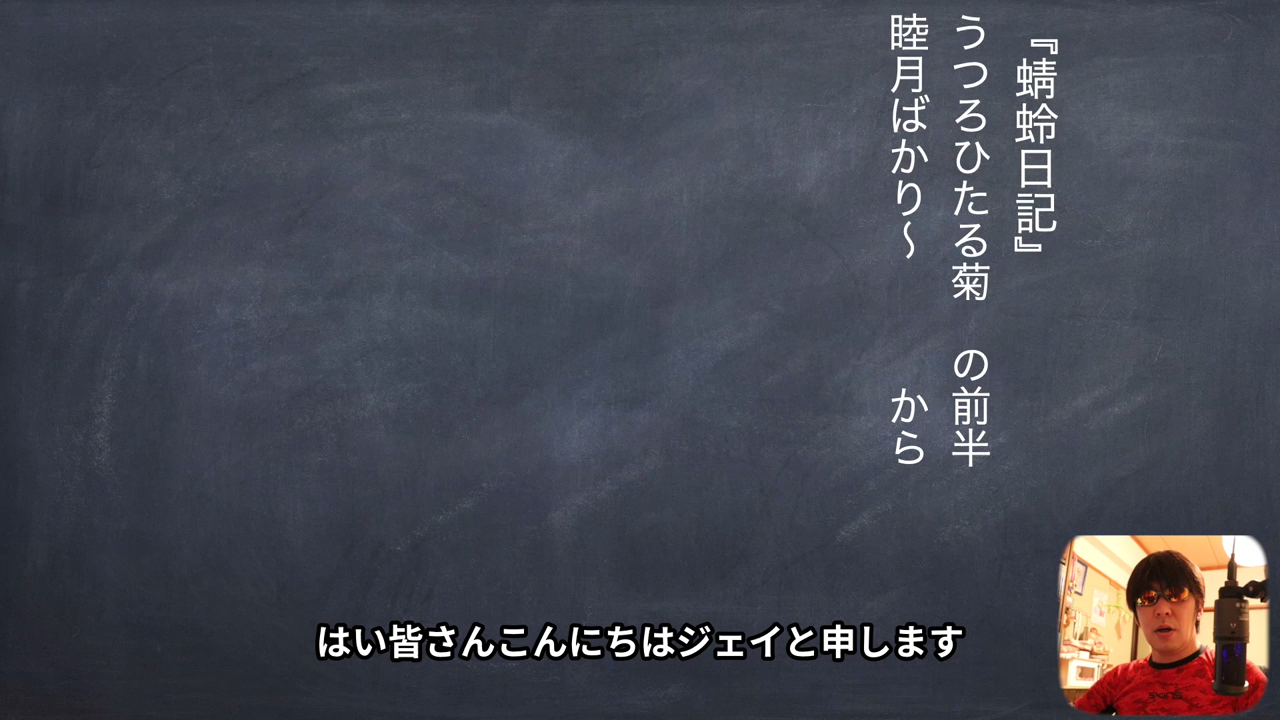 『蜻蛉日記』
うつろひたる菊　の前半
睦月ばかり〜　から
はい皆さんこんにちはジェイと申します